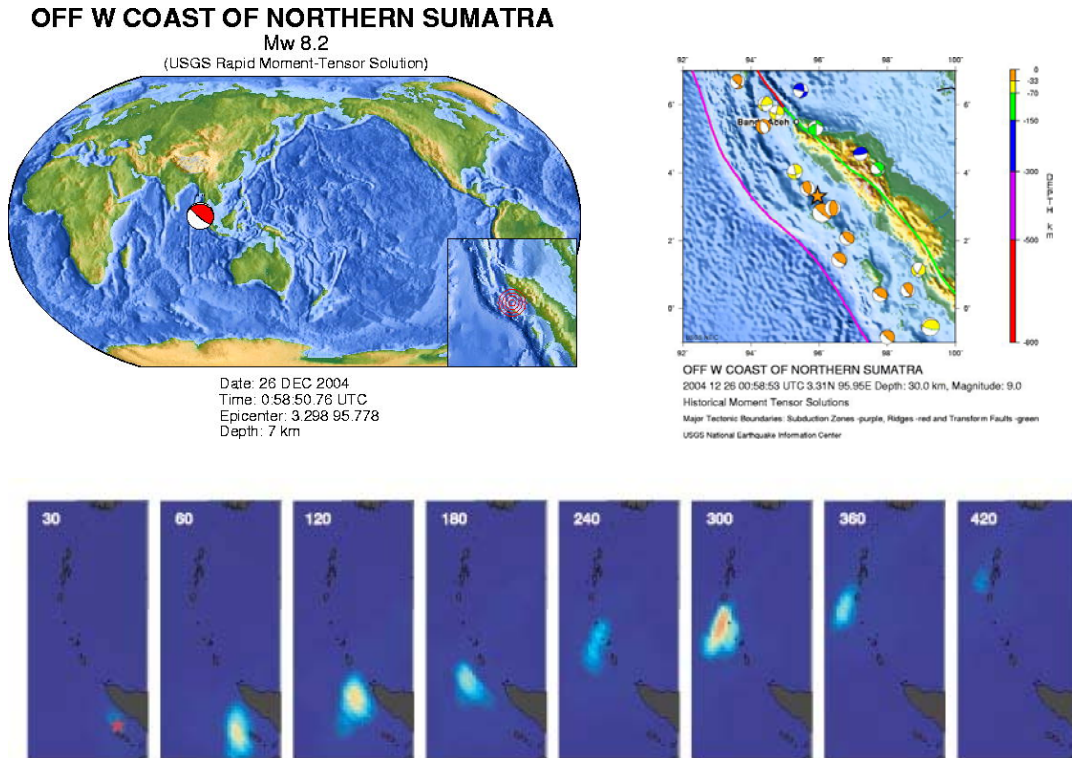 OFF W COAST OF NORTHERN SUMATRA
Mw 8.2
(USGS Rapid Moment-Tensor Solution)
Date: 26 DEC 2004
Time: 0:58:50.76 UTC
Epicenter: 3.298 95.778
Depth: 7 km
92° 94° 96° 98° 100°
6°
4°
2°
0°
92° 94° 96° 98° 100°
0
-33
-70
-150
-300
-500
-800
DEPTH km
OFF W COAST OF NORTHERN SUMATRA
2004 12 26 00:58:53 UTC 3.31N 95.95E Depth: 30.0 km, Magnitude: 9.0
Historical Moment Tensor Solutions
Major Tectonic Boundaries: Subduction Zones -purple, Ridges -red and Transform Faults -green
USGS National Earthquake Information Center
30 60 120 180 240 300 360 420